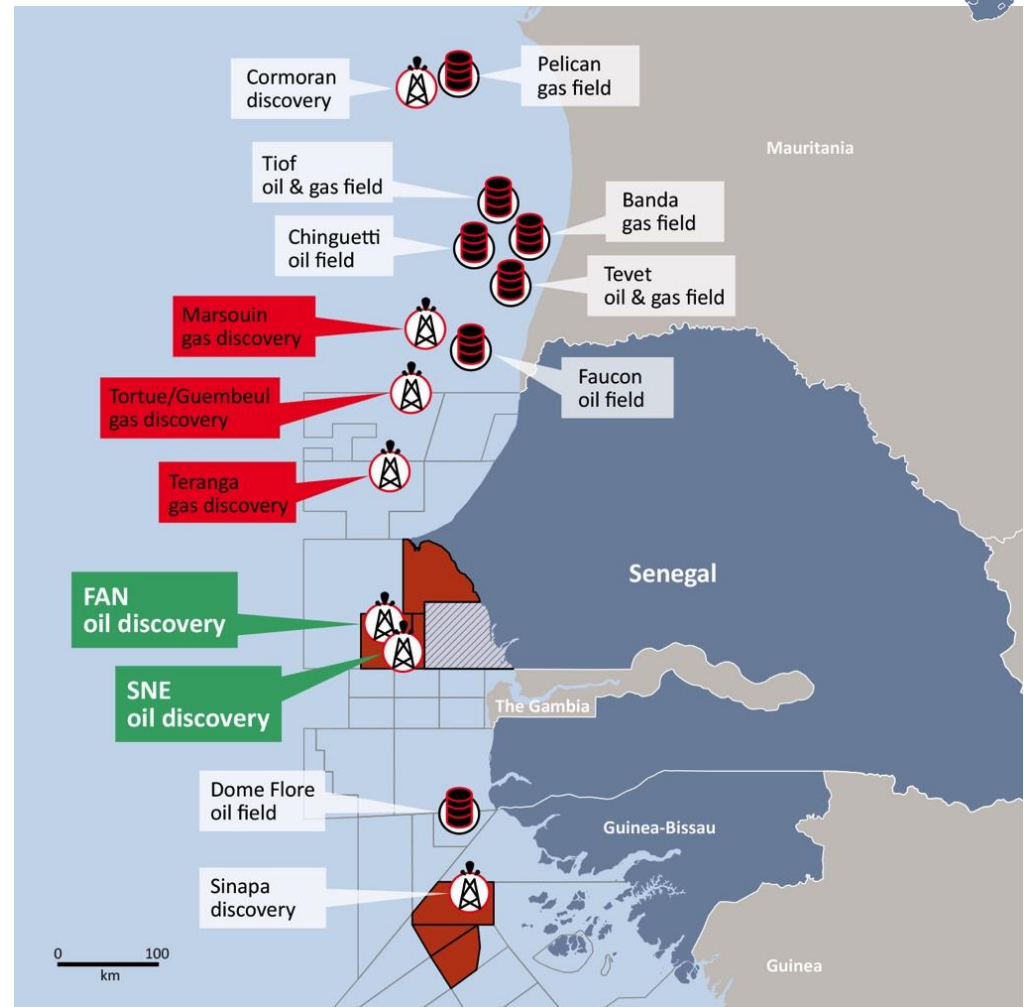 Cormoran
discovery
Pelican
gas field
Mauritania
Tiof
oil & gas field
Banda
gas field
Chinguetti
oil field
Tevet
oil & gas field
Marsouin
gas discovery
Faucon
oil field
Tortue/Guembeul
gas discovery
Teranga
gas discovery
Senegal
FAN
oil discovery
SNE
oil discovery
The Gambia
Dome Flore
oil field
Guinea-Bissau
Sinapa
discovery
0 100
km
Guinea